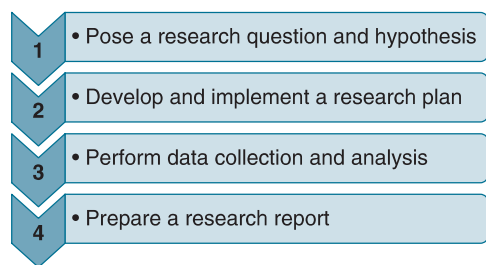 1 • Pose a research question and hypothesis
2 • Develop and implement a research plan
3 • Perform data collection and analysis
4 • Prepare a research report